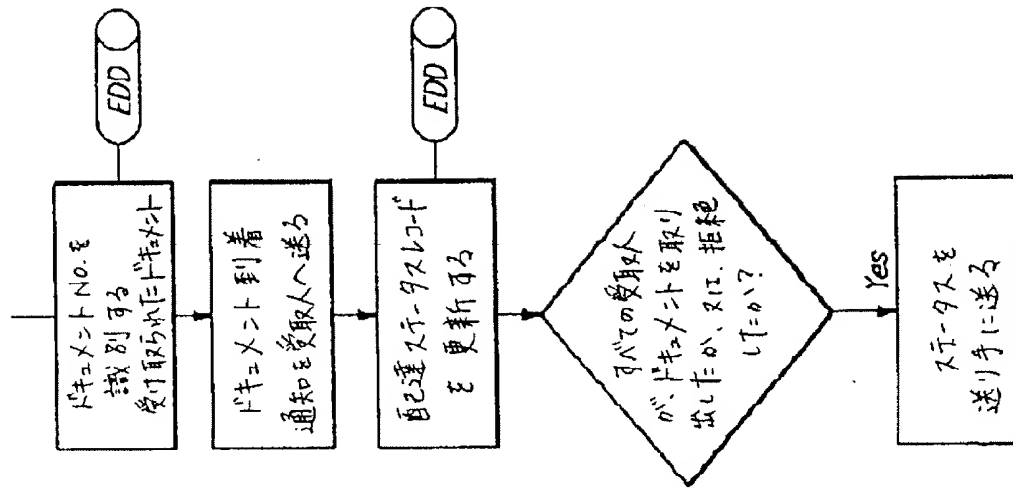 EDD
ドキュメントNo.を
識別する
受け取られたドキュメント
ドキュメント到着
通知を受取人へ送る
EDD
配達ステータスレコード
を更新する
すべての受取人
が、ドキュメントを取り
出したか、又は、拒絶
したか?
Yes
ステータスを
送り手に送る